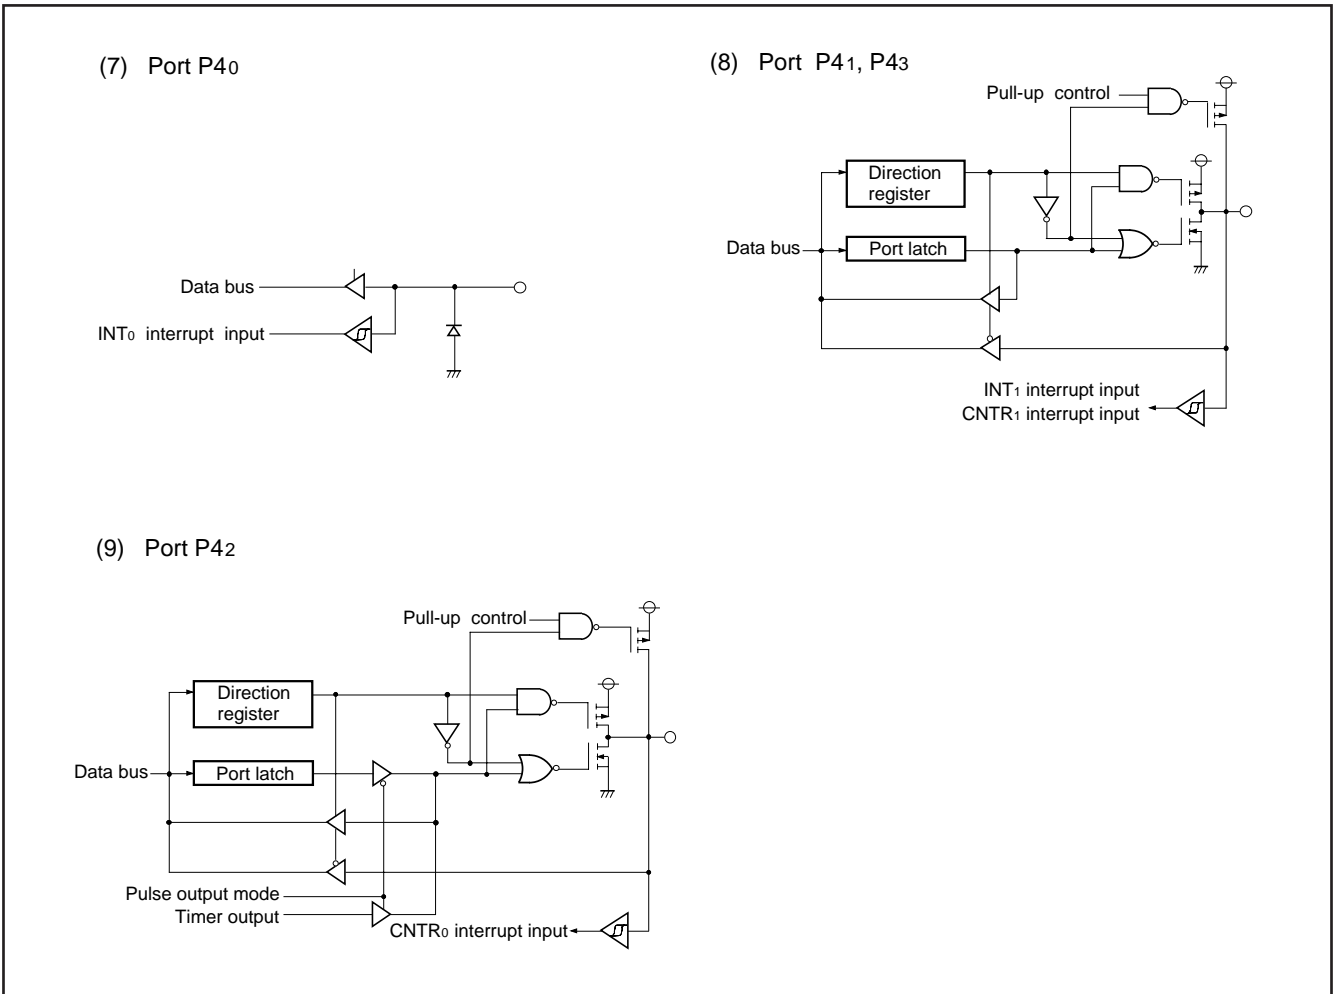 (7) Port P40
Data bus
INT0 interrupt input
(8) Port P41, P43
Pull-up control
Direction
register
Data bus
Port latch
INT1 interrupt input
CNTR1 interrupt input
(9) Port P42
Pull-up control
Direction
register
Data bus
Port latch
Pulse output mode
Timer output
CNTR0 interrupt input